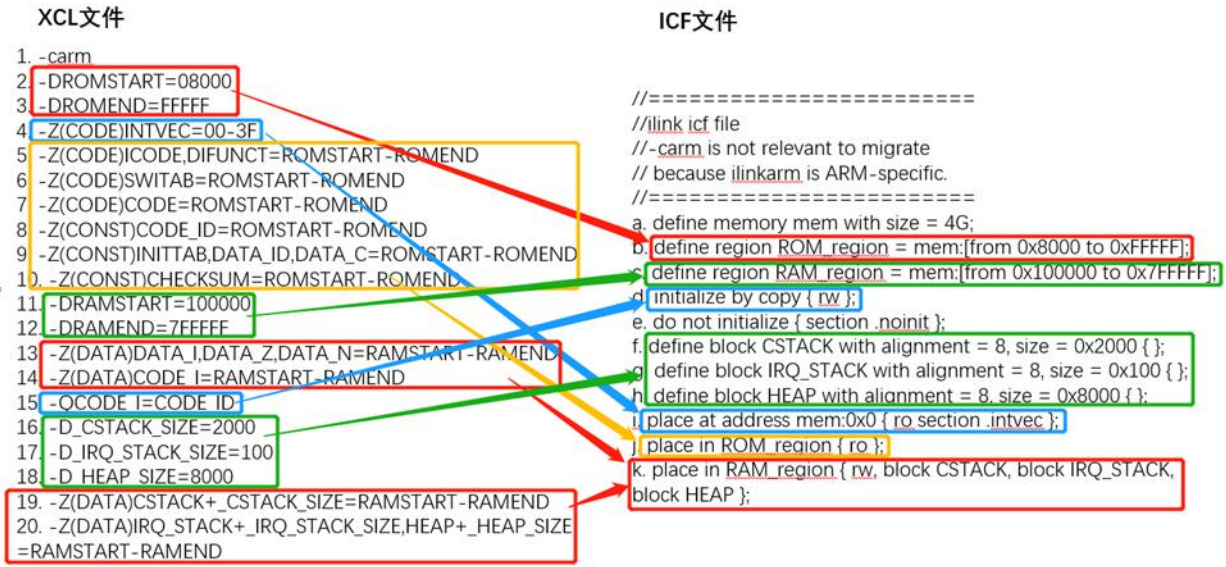 XCL文件
1. -carm
2. -DROMSTART=08000
3. -DROMEND=FFFFF
4. -Z(CODE)INTVEC=00-3F
5. -Z(CODE)ICODE,DIFUNCT=ROMSTART-ROMEND
6. -Z(CODE)SWITAB=ROMSTART-ROMEND
7. -Z(CODE)CODE=ROMSTART-ROMEND
8. -Z(CONST)CODE_ID=ROMSTART-ROMEND
9. -Z(CONST)INITTAB,DATA_ID,DATA_C=ROMSTART-ROMEND
10. -Z(CONST)CHECKSUM=ROMSTART-ROMEND
11. -DRAMSTART=100000
12. -DRAMEND=7FFFFF
13. -Z(DATA)DATA_I,DATA_Z,DATA_N=RAMSTART-RAMEND
14. -Z(DATA)CODE_I=RAMSTART-RAMEND
15. -QCODE_I=CODE_ID
16. -D_CSTACK_SIZE=2000
17. -D_IRQ_STACK_SIZE=100
18. -D_HEAP_SIZE=8000
19. -Z(DATA)CSTACK+_CSTACK_SIZE=RAMSTART-RAMEND
20. -Z(DATA)IRQ_STACK+_IRQ_STACK_SIZE,HEAP+_HEAP_SIZE
=RAMSTART-RAMEND
ICF文件
//========================
//ilink icf file
//-carm is not relevant to migrate
// because ilinkarm is ARM-specific.
//========================
a. define memory mem with size = 4G;
b. define region ROM_region = mem:[from 0x8000 to 0xFFFFF];
c. define region RAM_region = mem:[from 0x100000 to 0x7FFFFF];
d. initialize by copy { rw };
e. do not initialize { section .noinit };
f. define block CSTACK with alignment = 8, size = 0x2000 { };
g. define block IRQ_STACK with alignment = 8, size = 0x100 { };
h. define block HEAP with alignment = 8, size = 0x8000 { };
i. place at address mem:0x0 { ro section .intvec };
j. place in ROM_region { ro };
k. place in RAM_region { rw, block CSTACK, block IRQ_STACK,
block HEAP };